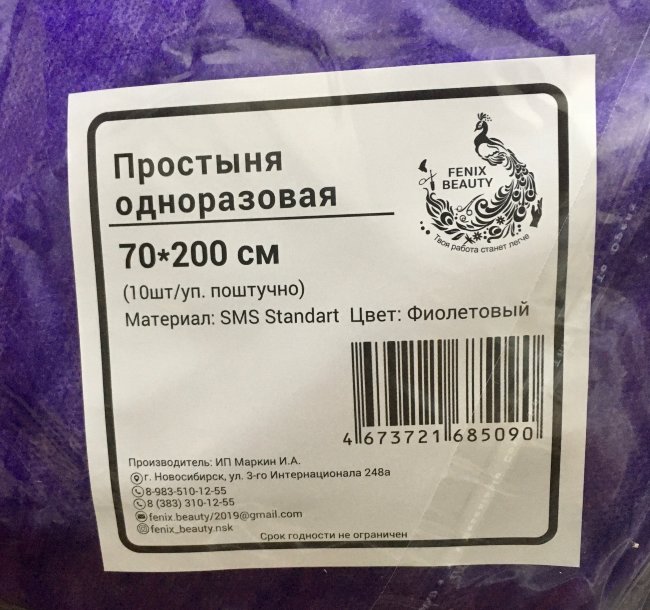 Простыня
одноразовая
FENIX
BEAUTY
Твоя работа станет легче
70*200 см
(10шт/уп. поштучно)
Материал: SMS Standart Цвет: Фиолетовый
4 673721 685090
Производитель: ИП Маркин И.А.
г. Новосибирск, ул. 3-го Интернационала 248а
8-983-510-12-55
8 (383) 310-12-55
fenix.beauty/2019@gmail.com
fenix_beauty.nsk
Срок годности не ограничен